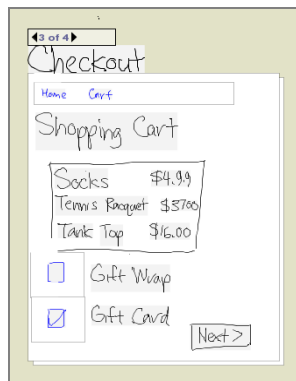 3 of 4
Checkout
Home Cart
Shopping Cart
Socks $4.99
Tennis Racquet $3700
Tank Top $16.00
Gift Wrap
Gift Card
Next >